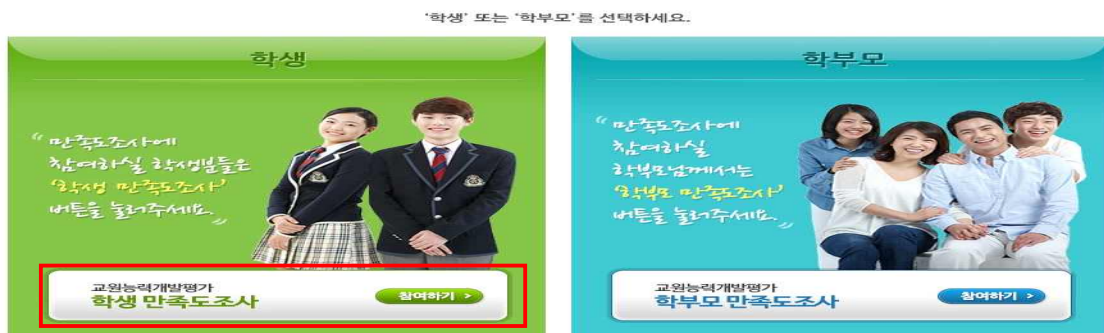 '학생' 또는 '학부모'를 선택하세요.
학생
“만족도조사에
참여하실 학생분들은
'학생 만족도조사'
버튼을 눌러주세요.”
교원능력개발평가
학생 만족도조사
참여하기 >
학부모
“만족도조사에
참여하실
학부모님께서는
'학부모 만족도조사'
버튼을 눌러주세요.”
교원능력개발평가
학부모 만족도조사
참여하기 >